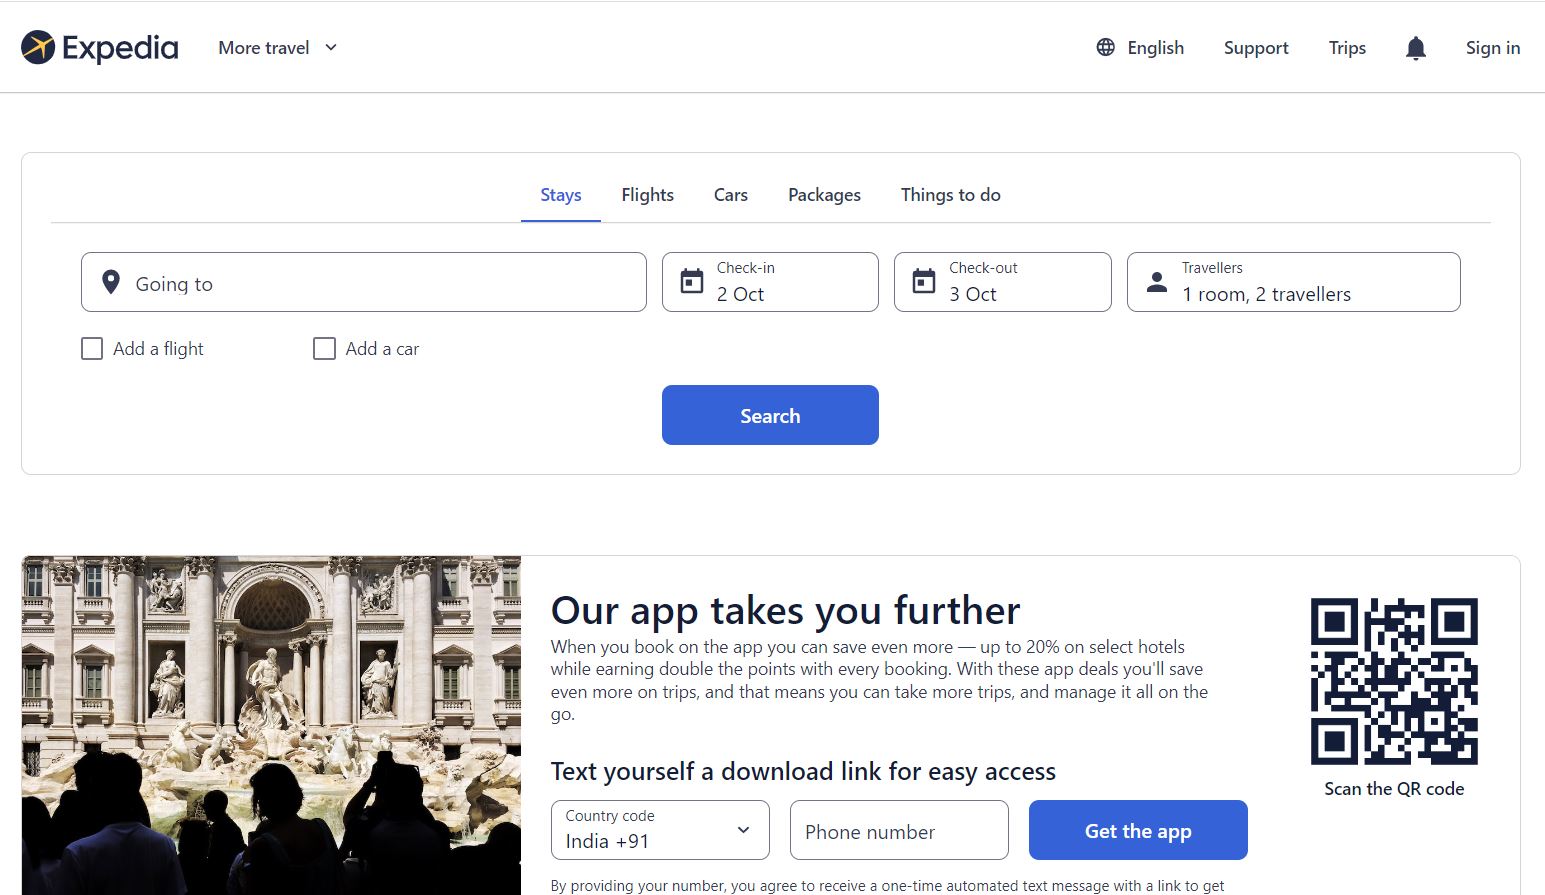 Expedia
More travel
English
Support
Trips
Sign in
Stays
Flights
Cars
Packages
Things to do
Going to
Check-in
2 Oct
Check-out
3 Oct
Travellers
1 room, 2 travellers
Add a flight
Add a car
Search
Our app takes you further
When you book on the app you can save even more — up to 20% on select hotels
while earning double the points with every booking. With these app deals you'll save
even more on trips, and that means you can take more trips, and manage it all on the
go.
Text yourself a download link for easy access
Country code
India +91
Phone number
Get the app
Scan the QR code
By providing your number, you agree to receive a one-time automated text message with a link to get